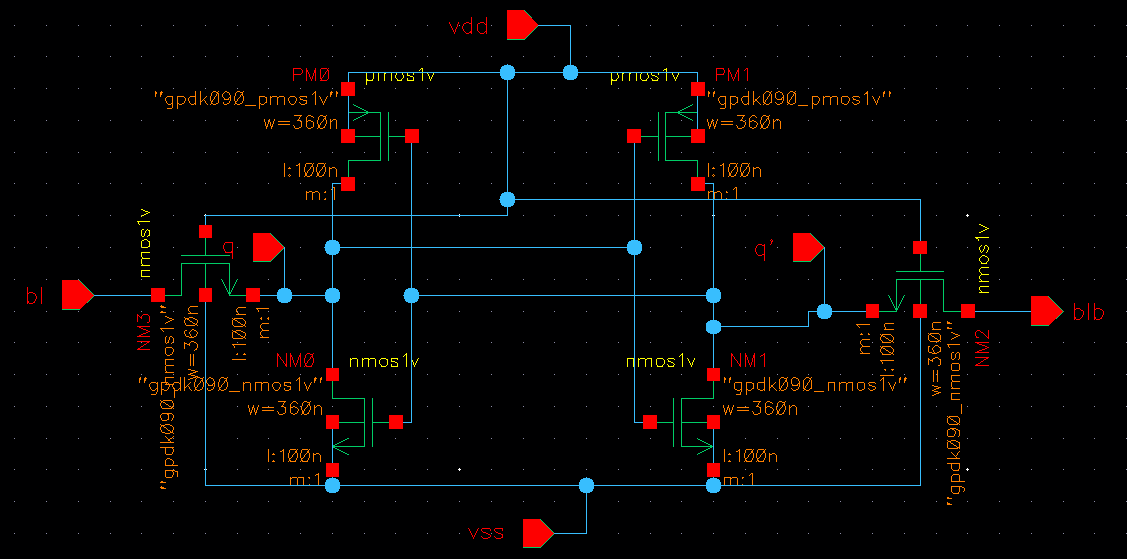 vdd
PM0
pmos1v
"gpdk090_pmos1v"
w=360n
l:100n
m:1
pmos1v
PM1
"gpdk090_pmos1v"
w=360n
l:100n
m:1
nmos1v
q
bl
NM3
"gpdk090_nmos1v"
w=360n
l:100n
m:1
q'
nmos1v
blb
NM2
"gpdk090_nmos1v"
w=360n
l:100n
m:1
NM0
nmos1v
"gpdk090_nmos1v"
w=360n
l:100n
m:1
nmos1v
NM1
"gpdk090_nmos1v"
w=360n
l:100n
m:1
vss